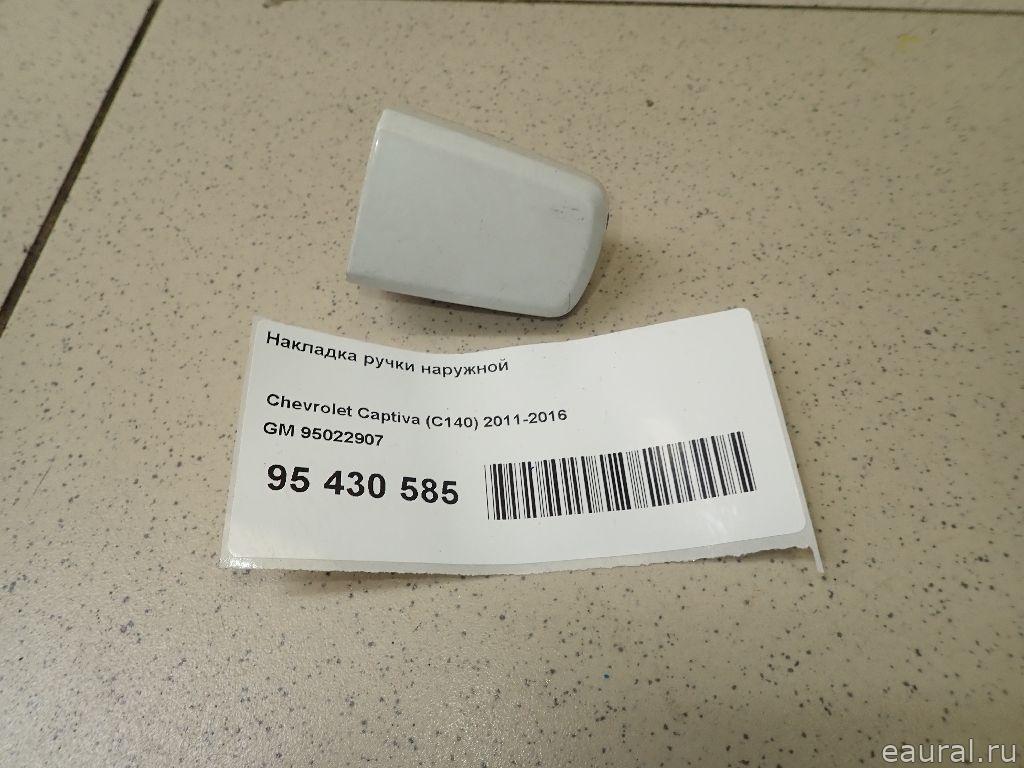 Накладка ручки наружной
Chevrolet Captiva (C140) 2011-2016
GM 95022907
95 430 585
eaural.ru